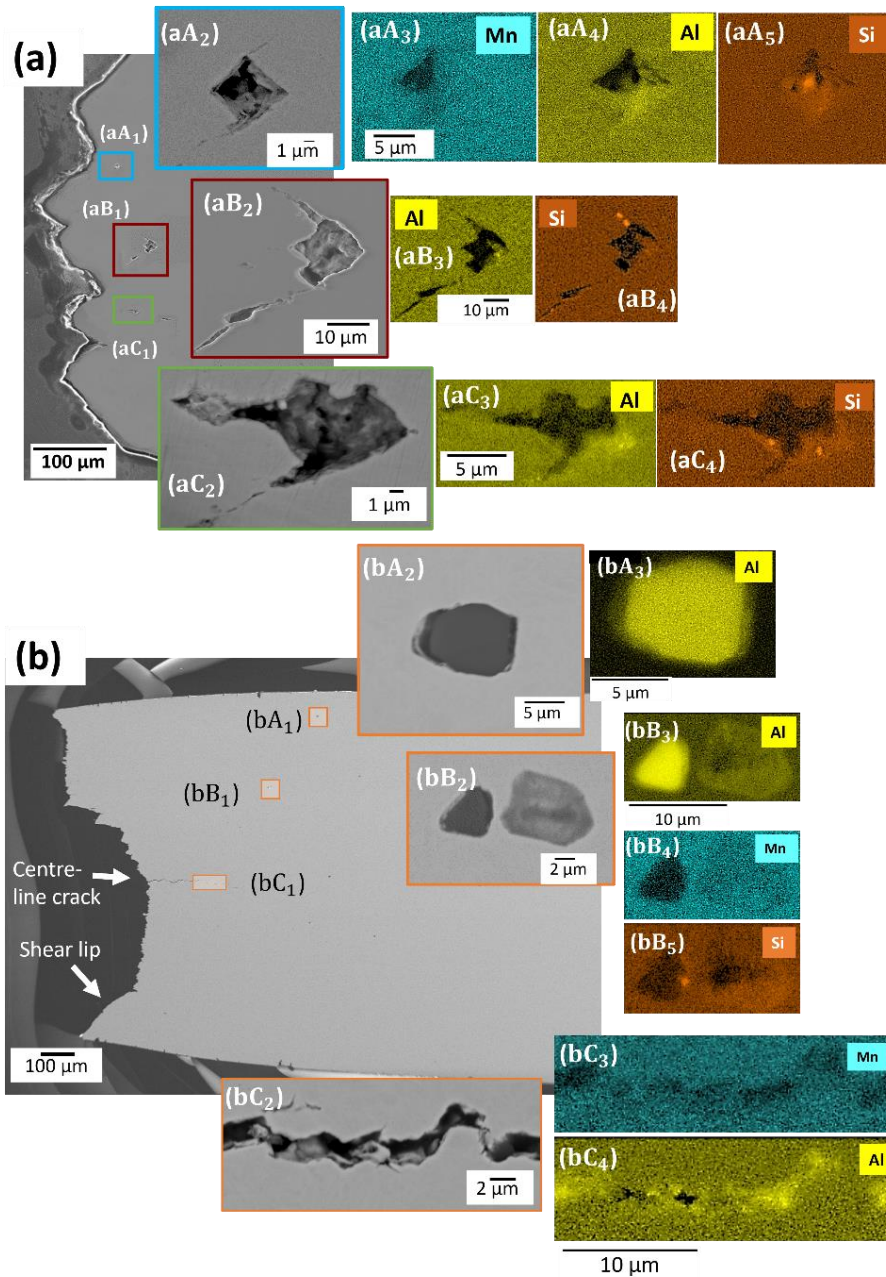 (a)
(aA₁)
(aB₁)
(aC₁)
100 µm
(aA₂)
1 µm
(aA₃)
Mn
5 µm
(aA₄)
Al
(aA₅)
Si
(aB₂)
10 µm
Al
(aB₃)
10 µm
Si
(aB₄)
(aC₂)
1 µm
(aC₃)
Al
5 µm
Si
(aC₄)
(b)
(bA₁)
(bB₁)
(bC₁)
Centre-
line crack
Shear lip
100 µm
(bA₂)
5 µm
(bA₃)
Al
5 µm
(bB₂)
2 µm
(bB₃)
Al
10 µm
(bB₄)
Mn
(bB₅)
Si
(bC₂)
2 µm
(bC₃)
Mn
(bC₄)
Al
10 µm